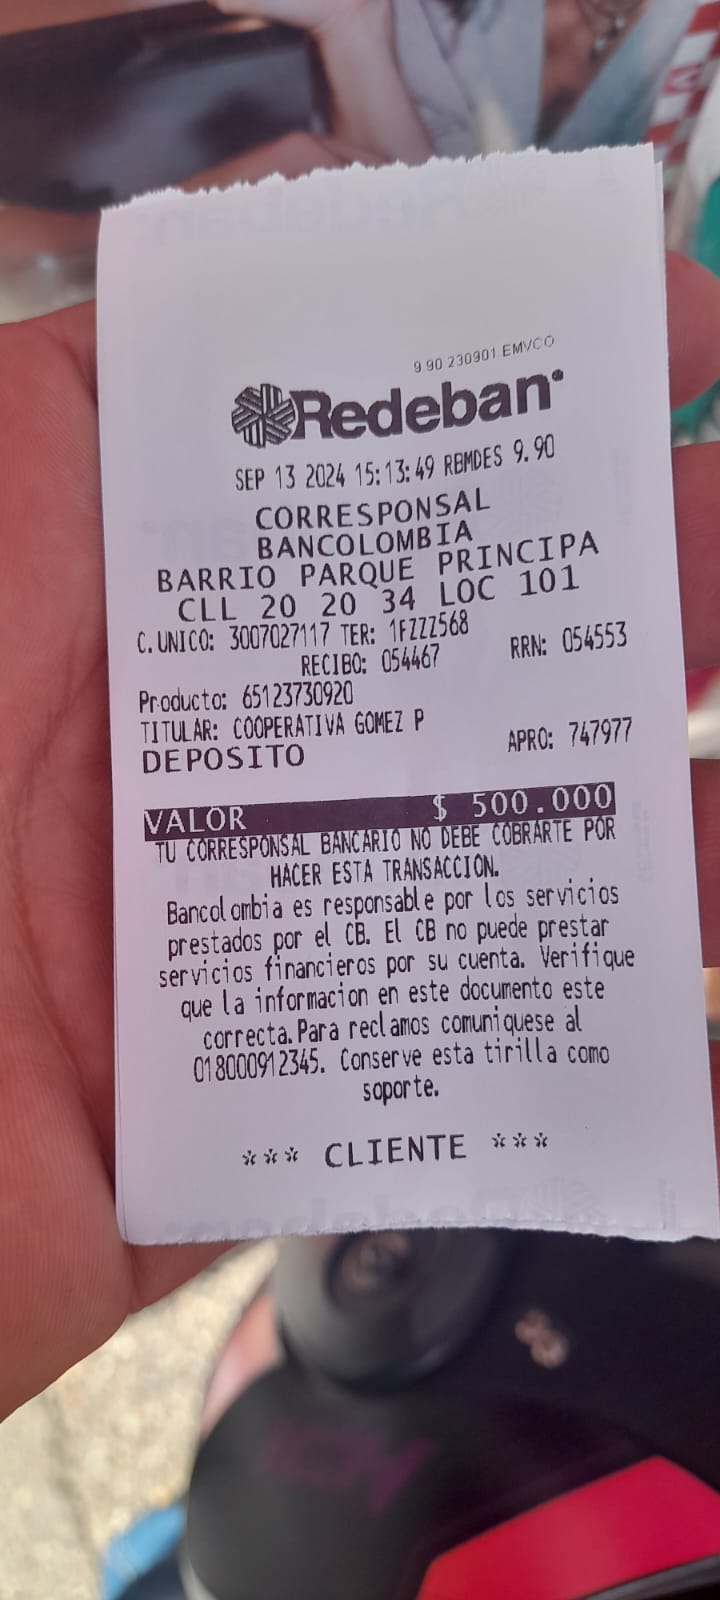 9 90 230901 EMVCO
Redeban
SEP 13 2024 15:13:49 RBMDES 9.90
CORRESPONSAL
BANCOLOMBIA
BARRIO PARQUE PRINCIPA
CLL 20 20 34 LOC 101
C.UNICO: 3007027117 TER: 1FZZZ568
RECIBO: 054467 RRN: 054553
Producto: 65123730920
TITULAR: COOPERATIVA GOMEZ P
DEPOSITO APRO: 747977
VALOR $ 500.000
TU CORRESPONSAL BANCARIO NO DEBE COBRARTE POR
HACER ESTA TRANSACCION.
Bancolombia es responsable por los servicios
prestados por el CB. El CB no puede prestar
servicios financieros por su cuenta. Verifique
que la informacion en este documento este
correcta.Para reclamos comuniquese al
018000912345. Conserve esta tirilla como
soporte.
*** CLIENTE ***